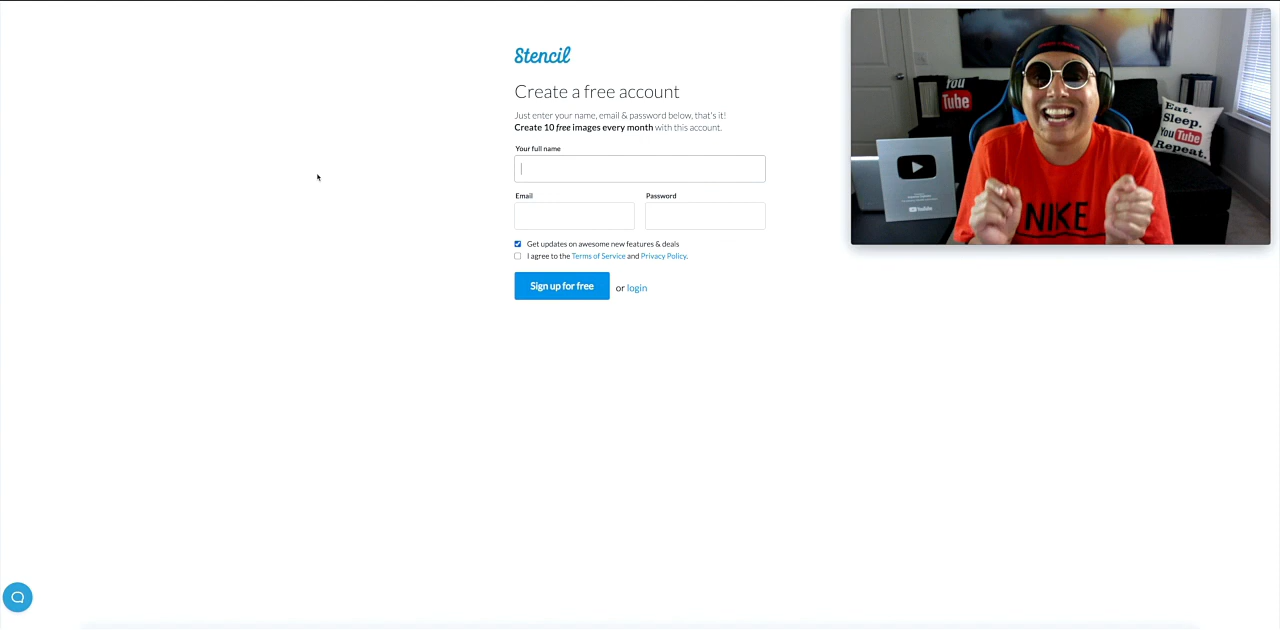 Stencil
Create a free account
Just enter your name, email & password below, that's it!
Create 10 free images every month with this account.
Your full name
Email
Password
Get updates on awesome new features & deals
I agree to the Terms of Service and Privacy Policy.
Sign up for free
or login
You
Tube
Eat.
Sleep.
You Tube
Repeat.
YouTube
NIKE